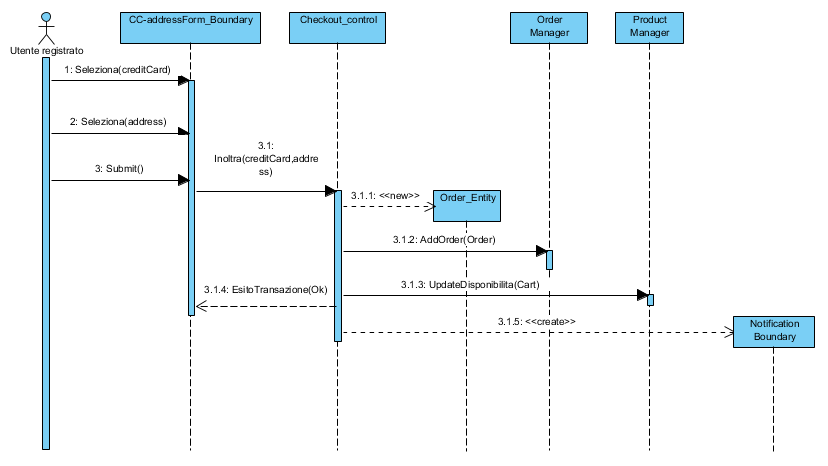 Utente registrato
CC-addressForm_Boundary
Checkout_control
Order
Manager
Product
Manager
1: Seleziona(creditCard)
2: Seleziona(address)
3: Submit()
3.1:
Inoltra(creditCard,addre
ss)
3.1.1: <<new>>
Order_Entity
3.1.2: AddOrder(Order)
3.1.3: UpdateDisponibilita(Cart)
3.1.4: EsitoTransazione(Ok)
3.1.5: <<create>>
Notification
Boundary